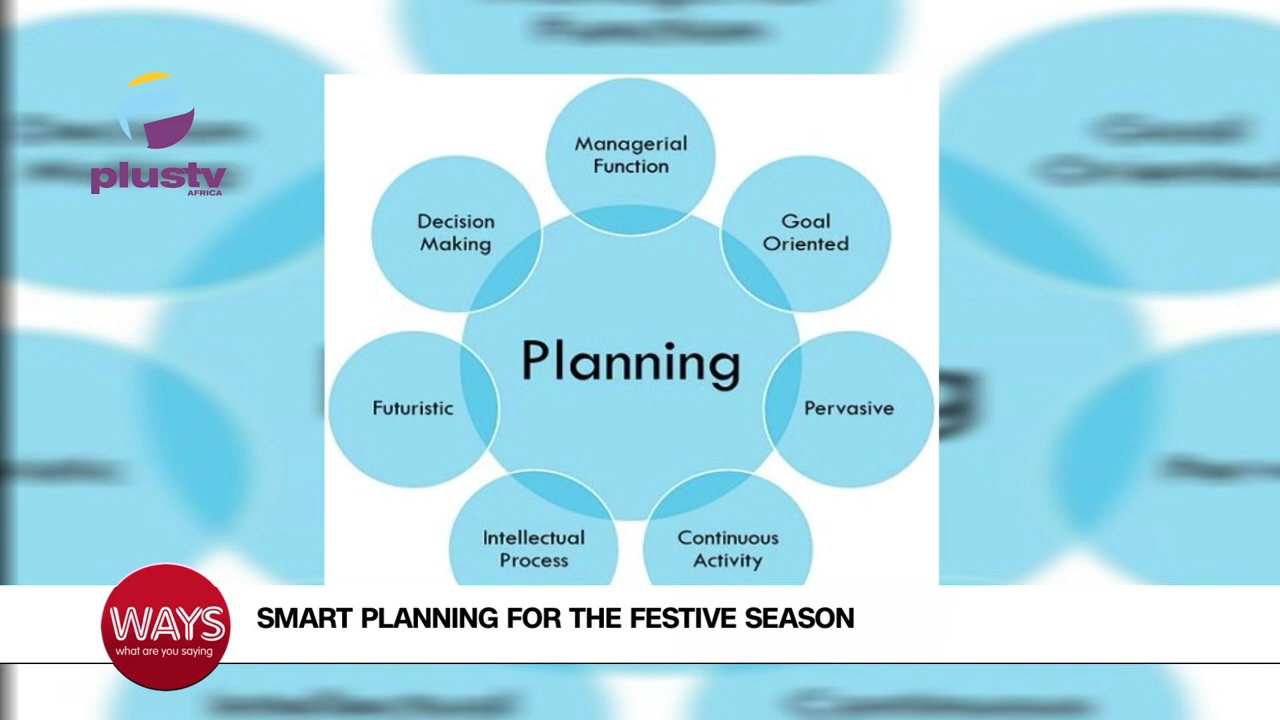 plustv
AFRICA
Managerial
Function
Decision
Making
Goal
Oriented
Planning
Futuristic
Pervasive
Intellectual
Process
Continuous
Activity
WAYS
what are you saying
SMART PLANNING FOR THE FESTIVE SEASON